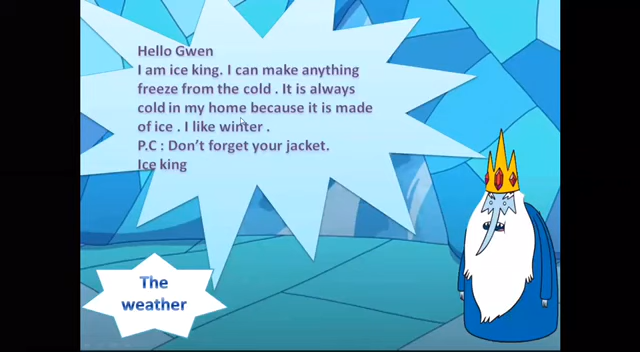 Hello Gwen
I am ice king. I can make anything
freeze from the cold . It is always
cold in my home because it is made
of ice . I like winter .
P.C : Don't forget your jacket.
Ice king
The
weather